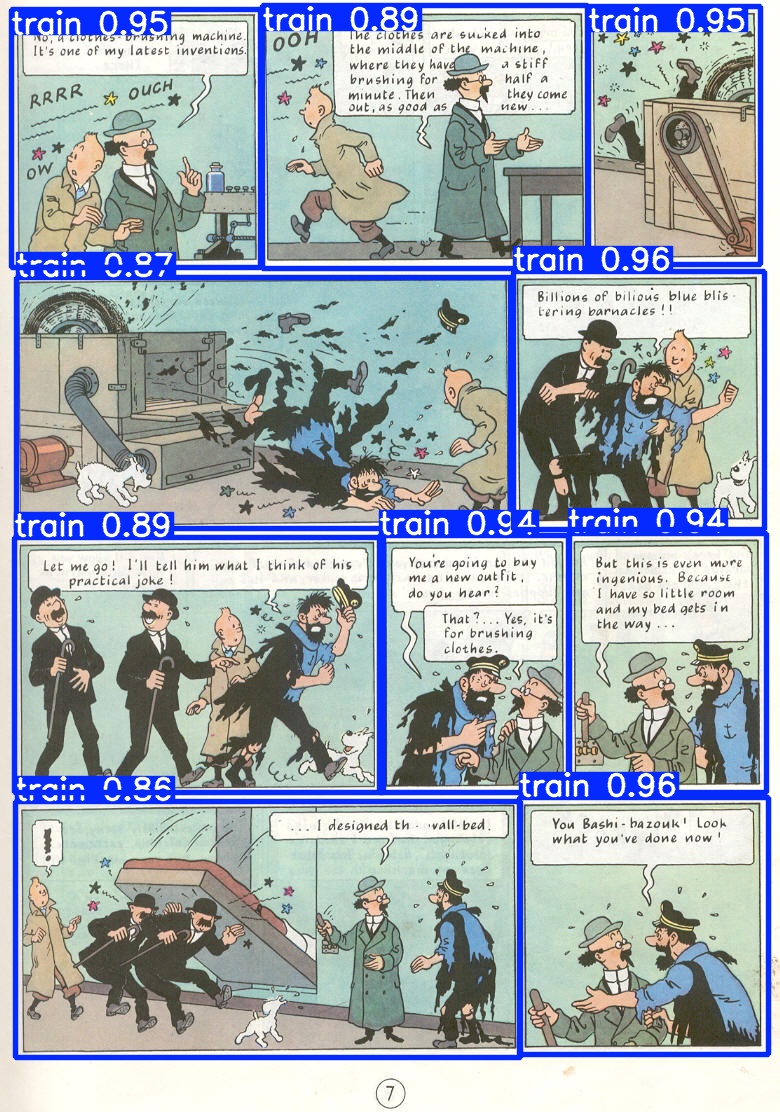 train 0.95
No, a clothes-brushing machine.
It's one of my latest inventions.
RRRR
OUCH
OW
train 0.89
OOH
The clothes are sucked into
the middle of the machine,
where they have a stiff
brushing for half a
minute. Then they come
out, as good as new...
train 0.95
train 0.87
train 0.96
Billions of bilious blue blis-
tering barnacles!!
train 0.89
Let me go! I'll tell him what I think of his
practical joke!
train 0.94
You're going to buy
me a new outfit,
do you hear?
That?... Yes, it's
for brushing
clothes.
train 0.94
But this is even more
ingenious. Because
I have so little room
and my bed gets in
the way...
train 0.86
!
... I designed wall-bed.
train 0.96
You Bashi-bazouk! Look
what you've done now!
7